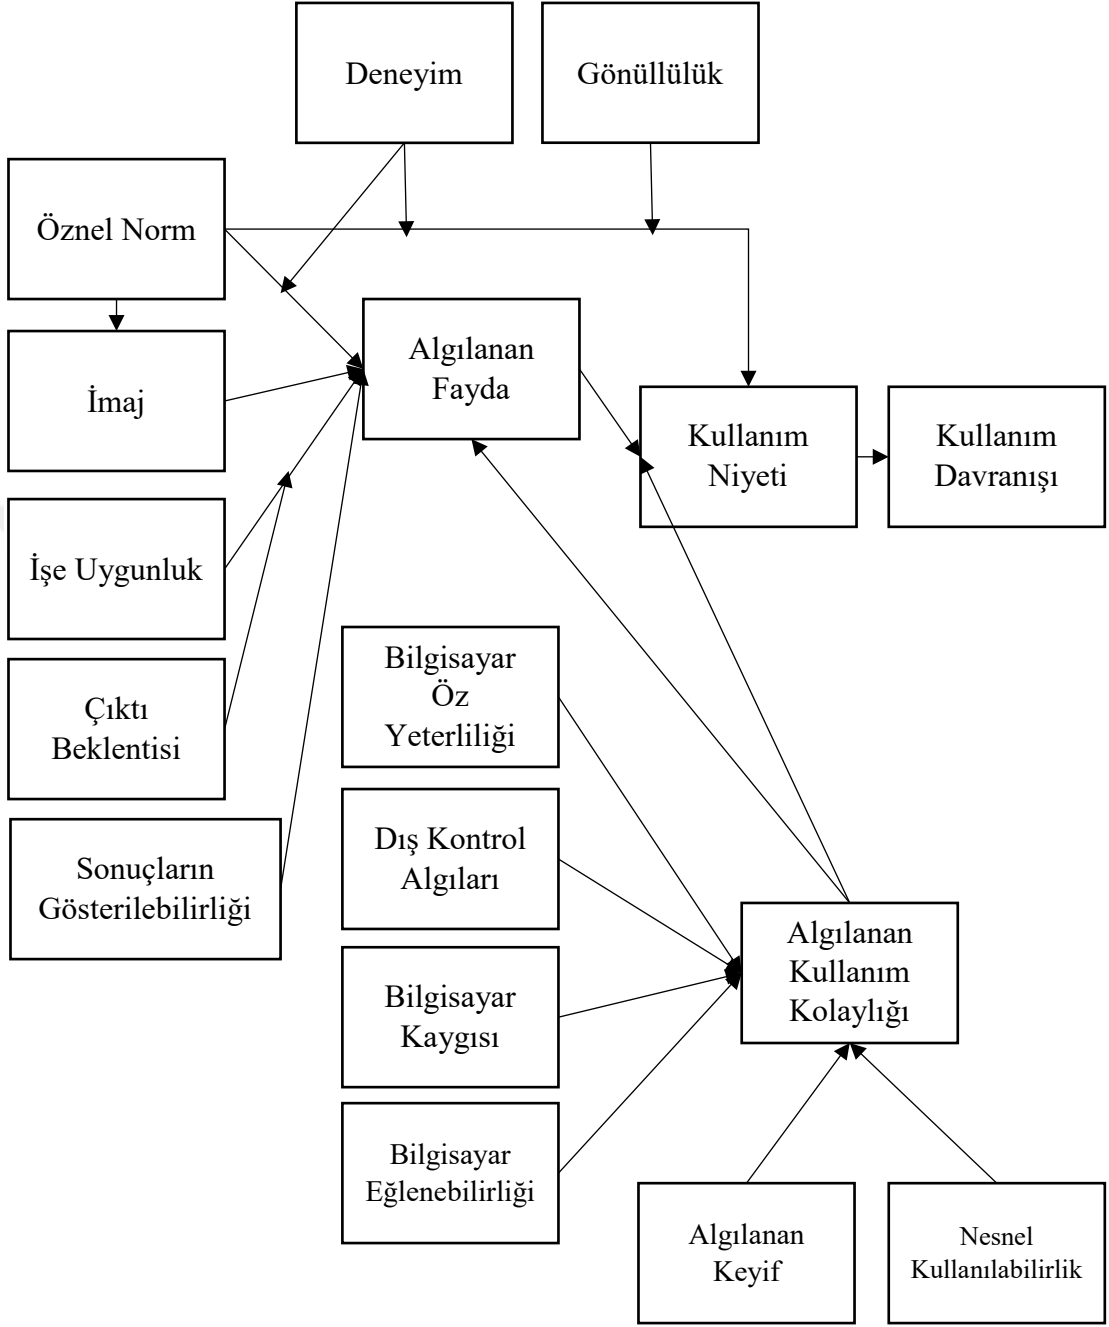 Deneyim
Gönüllülük
Öznel Norm
Algılanan
Fayda
İmaj
Kullanım
Niyeti
Kullanım
Davranışı
İşe Uygunluk
Bilgisayar
Öz
Yeterliliği
Çıktı
Beklentisi
Dış Kontrol
Algıları
Sonuçların
Gösterilebilirliği
Algılanan
Kullanım
Kolaylığı
Bilgisayar
Kaygısı
Bilgisayar
Eğlenebilirliği
Algılanan
Keyif
Nesnel
Kullanılabilirlik